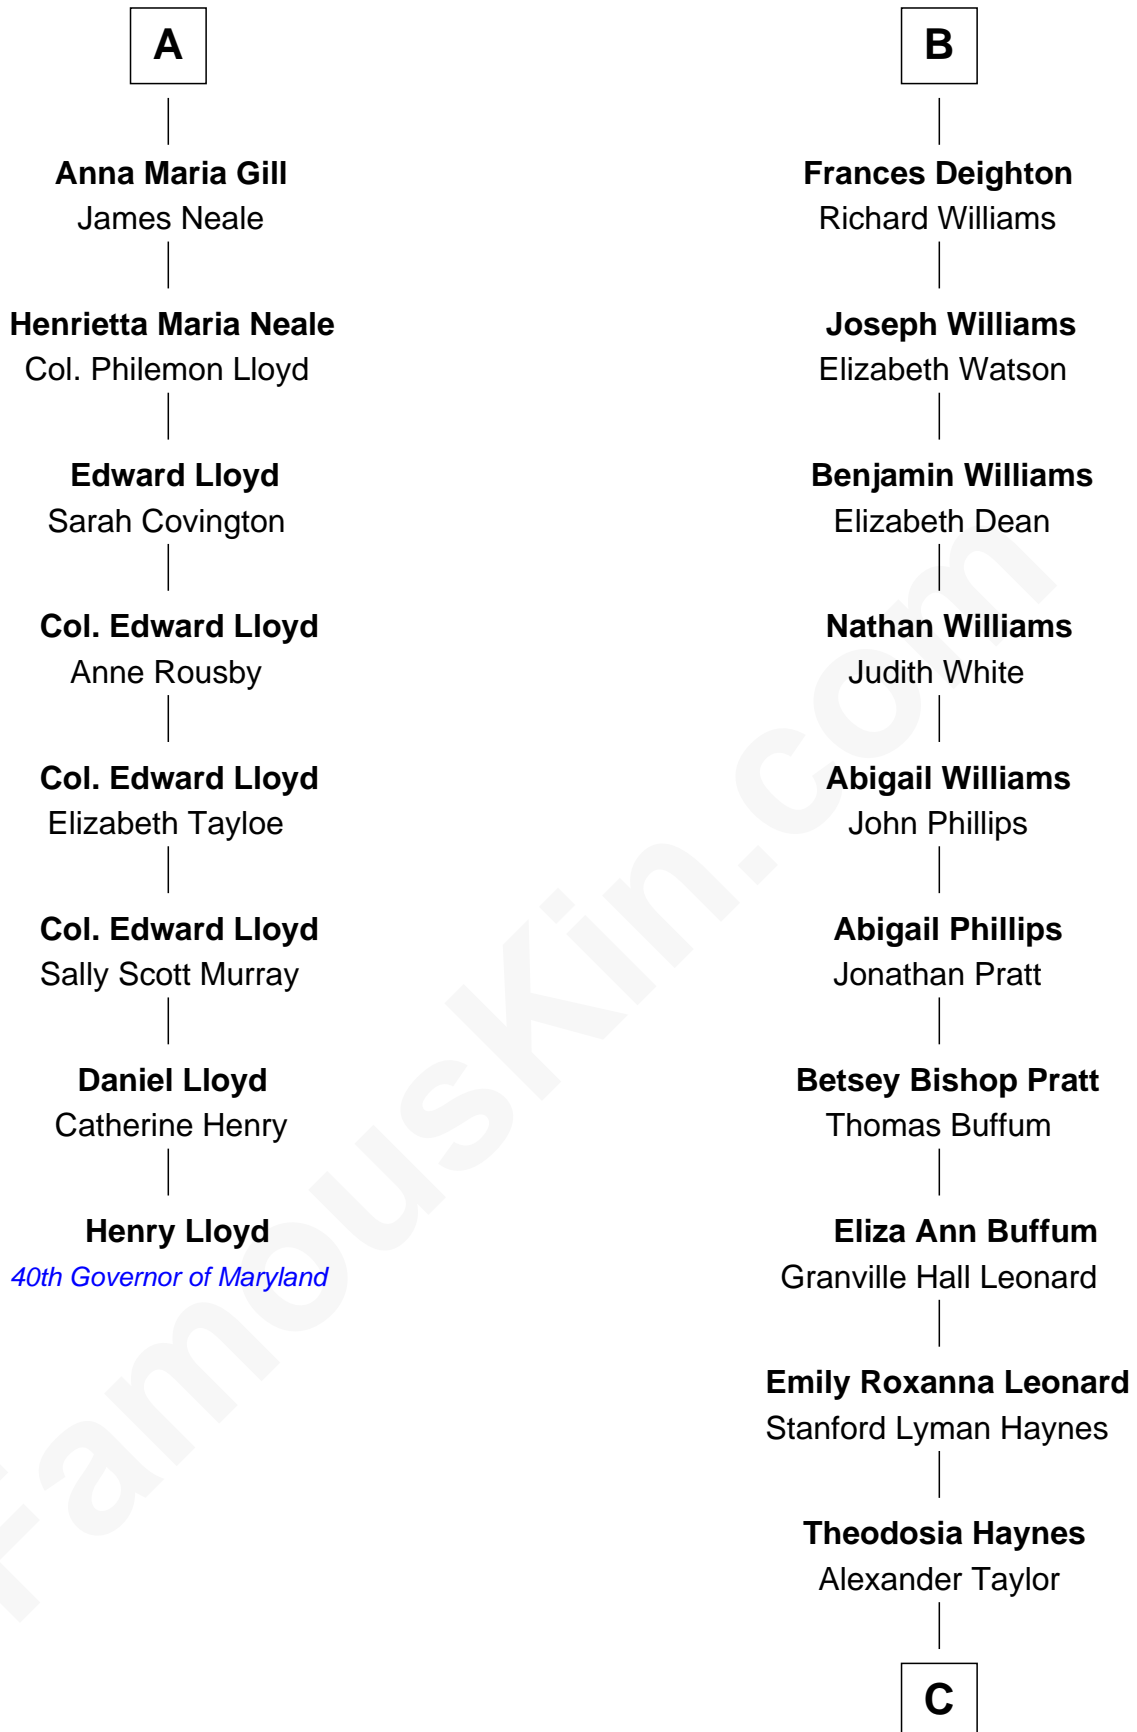 A
Anna Maria Gill
James Neale
Henrietta Maria Neale
Col. Philemon Lloyd
Edward Lloyd
Sarah Covington
Col. Edward Lloyd
Anne Rousby
Col. Edward Lloyd
Elizabeth Tayloe
Col. Edward Lloyd
Sally Scott Murray
Daniel Lloyd
Catherine Henry
Henry Lloyd
40th Governor of Maryland
B
Frances Deighton
Richard Williams
Joseph Williams
Elizabeth Watson
Benjamin Williams
Elizabeth Dean
Nathan Williams
Judith White
Abigail Williams
John Phillips
Abigail Phillips
Jonathan Pratt
Betsey Bishop Pratt
Thomas Buffum
Eliza Ann Buffum
Granville Hall Leonard
Emily Roxanna Leonard
Stanford Lyman Haynes
Theodosia Haynes
Alexander Taylor
C
FamousKin.com